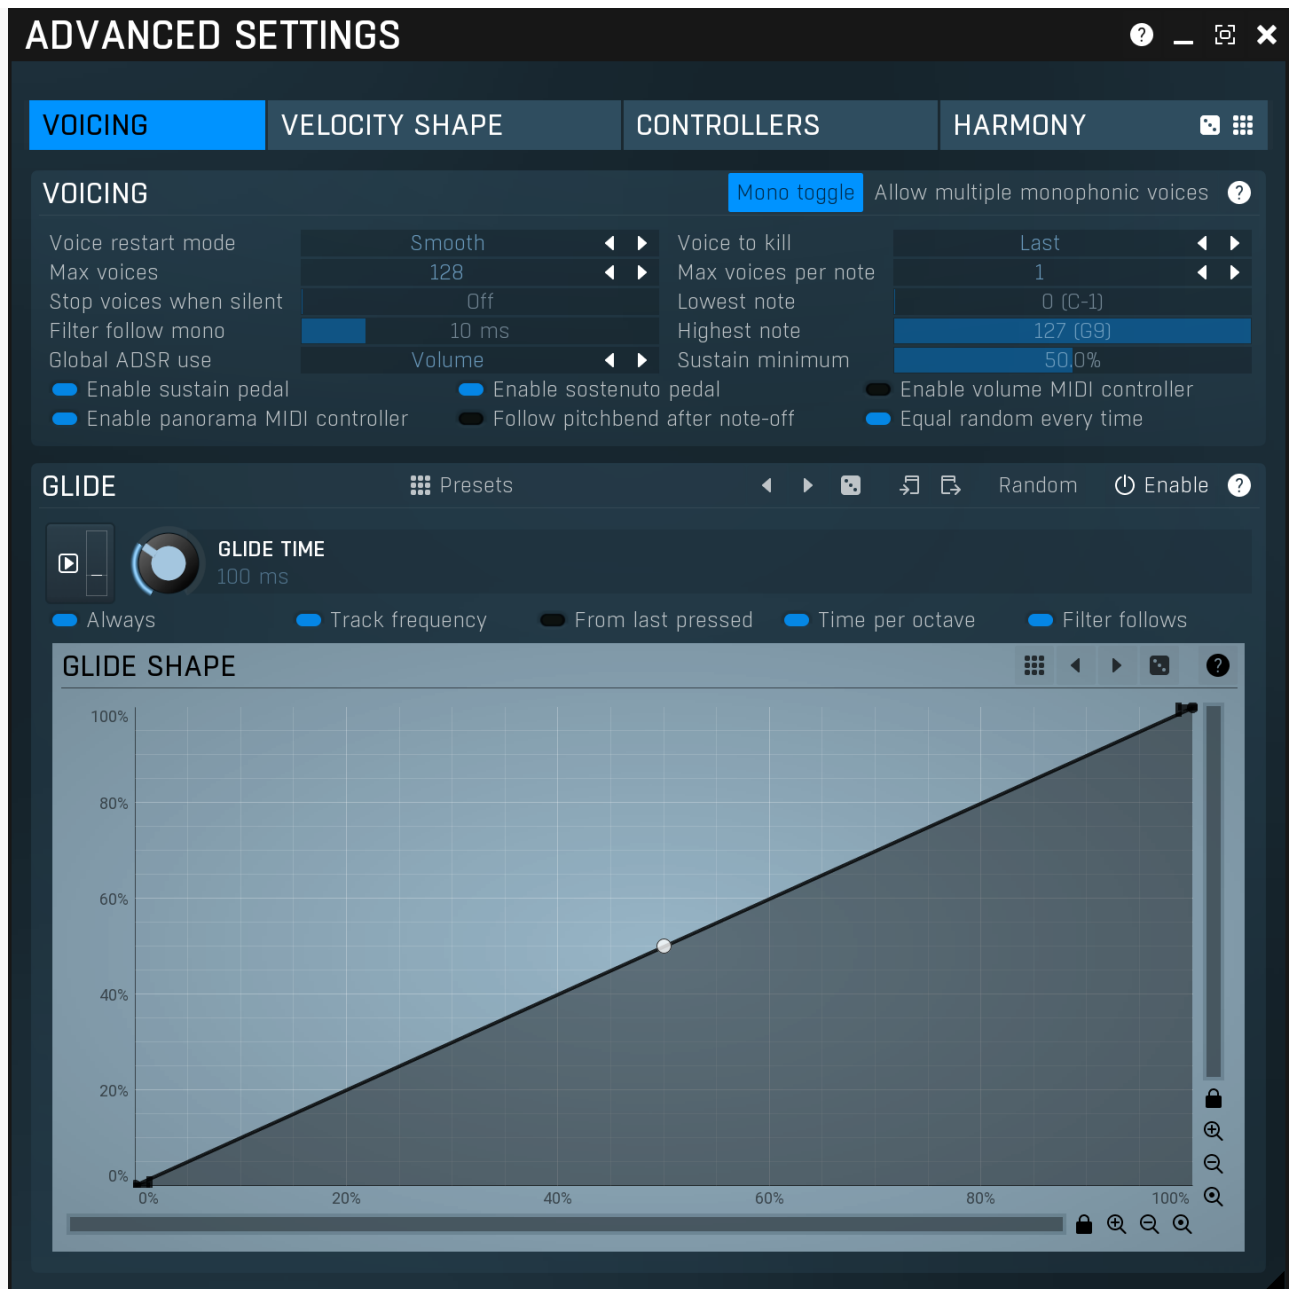 ADVANCED SETTINGS
VOICING VELOCITY SHAPE CONTROLLERS HARMONY
VOICING Mono toggle Allow multiple monophonic voices
Voice restart mode Smooth Voice to kill Last
Max voices 128 Max voices per note 1
Stop voices when silent Off Lowest note 0 (C-1)
Filter follow mono 10 ms Highest note 127 (G9)
Global ADSR use Volume Sustain minimum 50.0%
Enable sustain pedal Enable sostenuto pedal Enable volume MIDI controller
Enable panorama MIDI controller Follow pitchbend after note-off Equal random every time
GLIDE Presets Random Enable
GLIDE TIME
100 ms
Always Track frequency From last pressed Time per octave Filter follows
GLIDE SHAPE
100%
80%
60%
40%
20%
0%
0% 20% 40% 60% 80% 100%